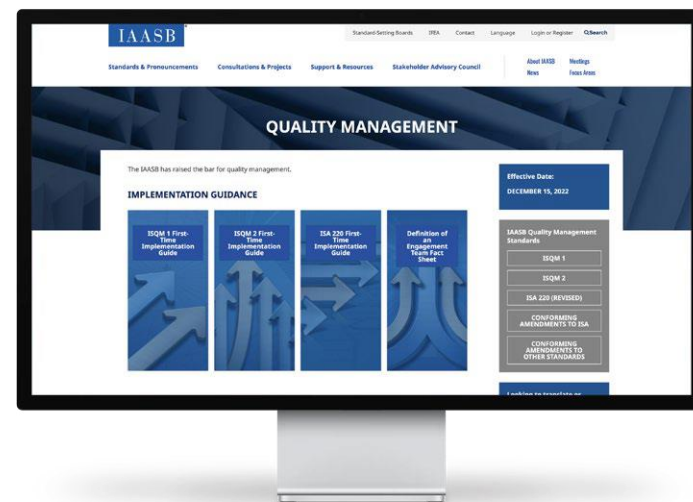 IAASB
Standard-Setting Boards IFEA Contact Language Login or Register Search
Standards & Pronouncements Consultations & Projects Support & Resources Stakeholder Advisory Council
About IAASB Meetings
News Focus Areas
QUALITY MANAGEMENT
The IAASB has raised the bar for quality management.
IMPLEMENTATION GUIDANCE
ISQM 1 First-
Time
Implementation
Guide
ISQM 2 First-
Time
Implementation
Guide
ISA 220 First-
Time
Implementation
Guide
Definition of
an
Engagement
Team Fact
Sheet
Effective Date:
DECEMBER 15, 2022
IAASB Quality Management
Standards
ISQM 1
ISQM 2
ISA 220 (REVISED)
CONFORMING
AMENDMENTS TO ISA
CONFORMING
AMENDMENTS TO
OTHER STANDARDS
Looking to translate or